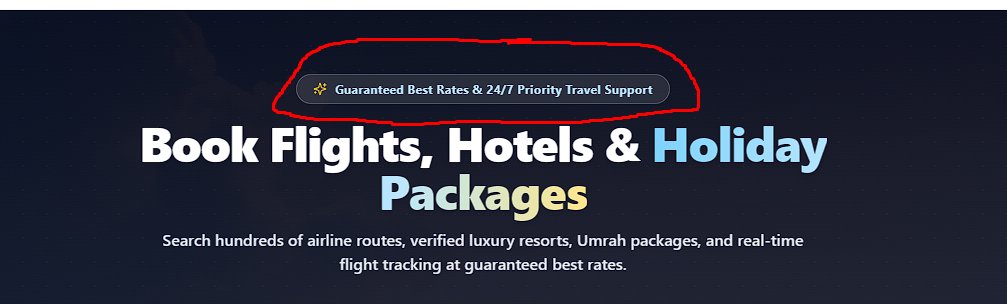 Guaranteed Best Rates & 24/7 Priority Travel Support
Book Flights, Hotels & Holiday
Packages
Search hundreds of airline routes, verified luxury resorts, Umrah packages, and real-time
flight tracking at guaranteed best rates.